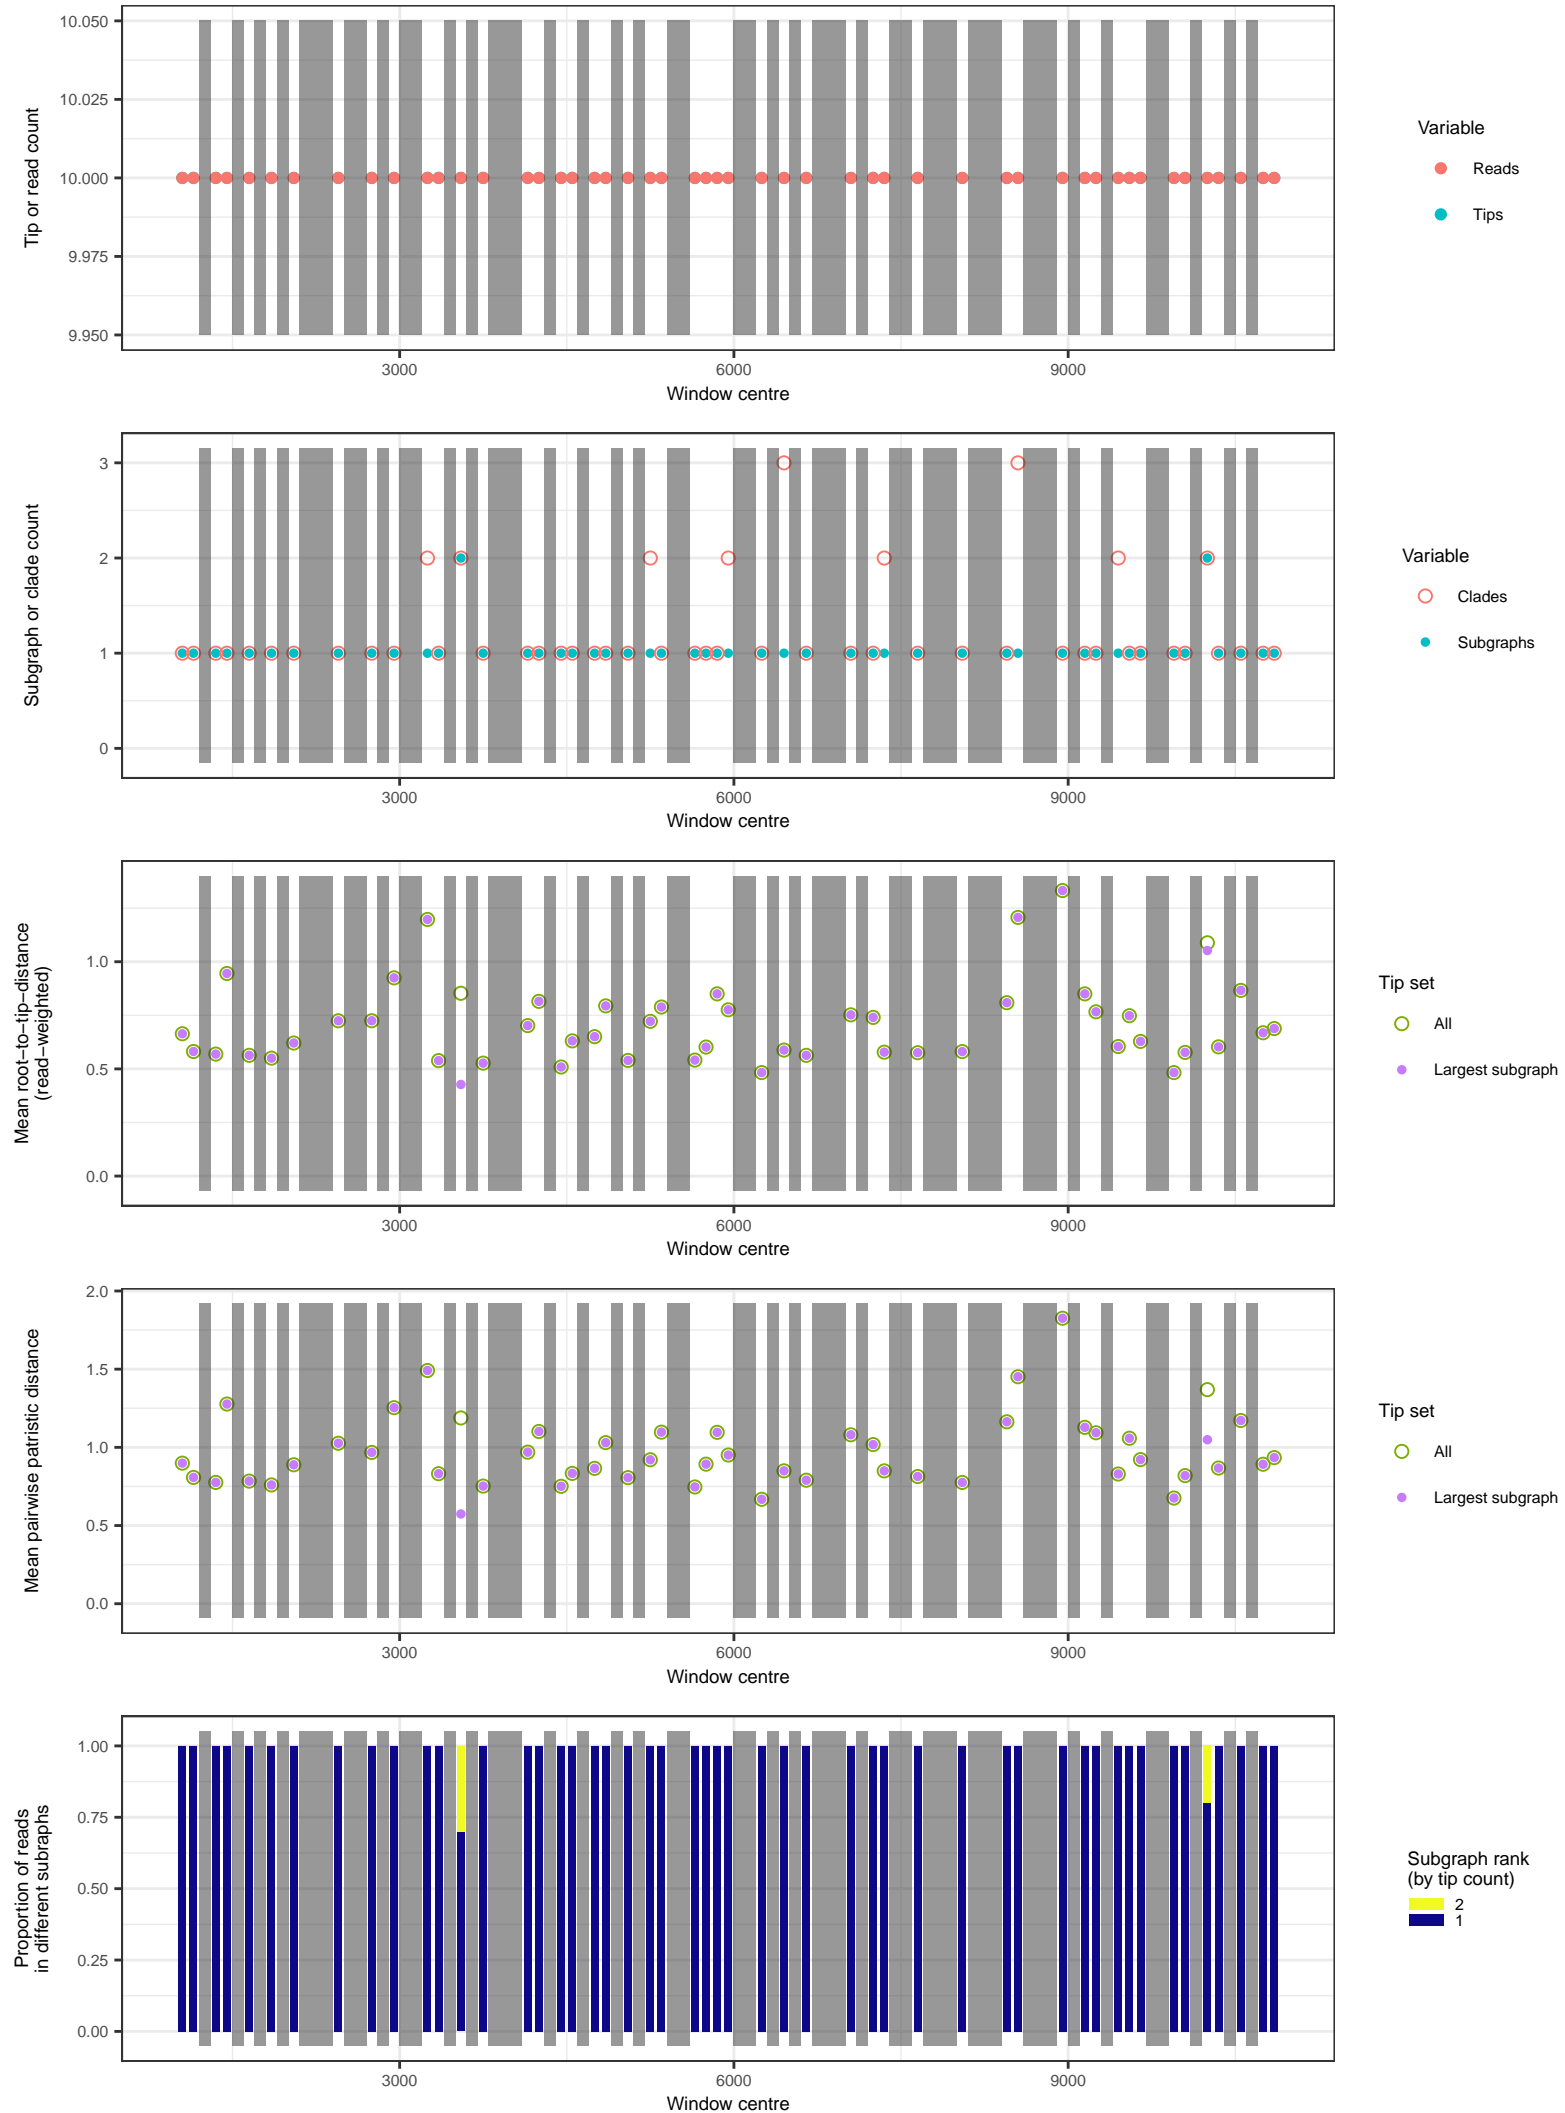 10.050
10.025
10.000
9.975
9.950
Tip or read count
3000
6000
9000
Window centre
Variable
Reads
Tips
3
2
1
0
Subgraph or clade count
3000
6000
9000
Window centre
Variable
Clades
Subgraphs
1.0
0.5
0.0
Mean root−to−tip−distance
(read−weighted)
3000
6000
9000
Window centre
Tip set
All
Largest subgraph
2.0
1.5
1.0
0.5
0.0
Mean pairwise patristic distance
3000
6000
9000
Window centre
Tip set
All
Largest subgraph
1.00
0.75
0.50
0.25
0.00
Proportion of reads
in different subraphs
3000
6000
9000
Window centre
Subgraph rank
(by tip count)
2
1